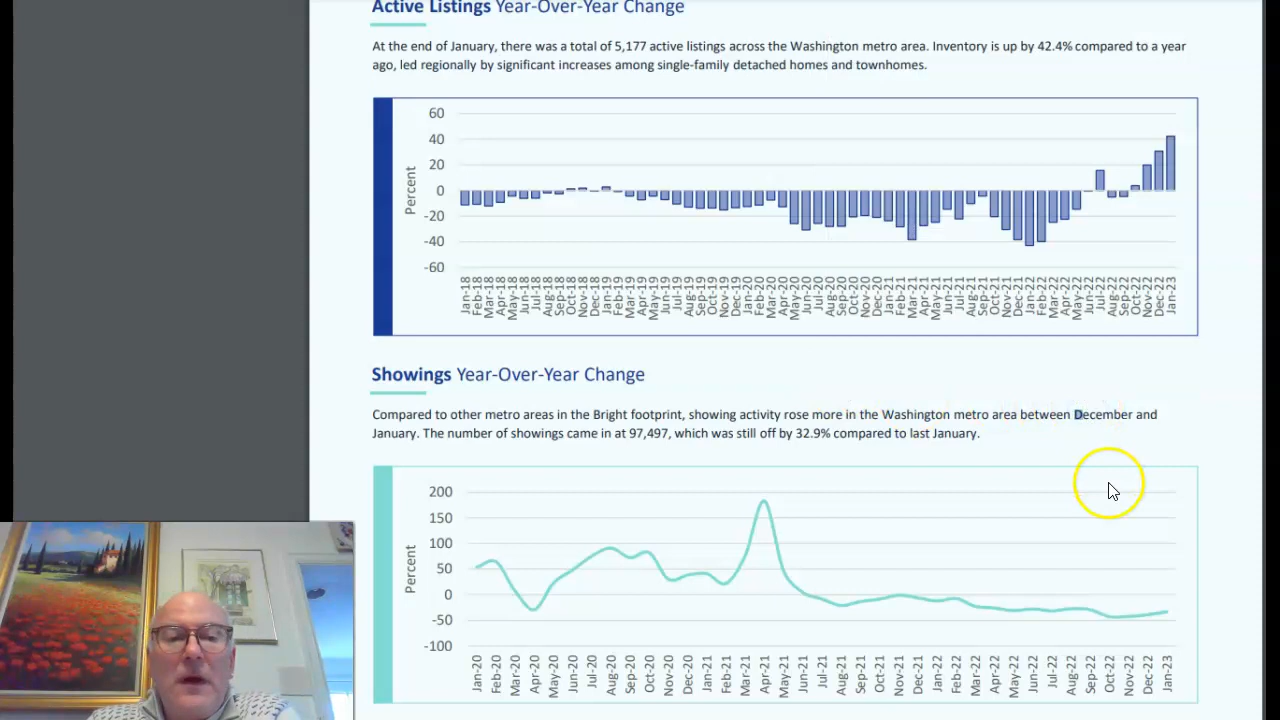 Active Listings Year-Over-Year Change
At the end of January, there was a total of 5,177 active listings across the Washington metro area. Inventory is up by 42.4% compared to a year
ago, led regionally by significant increases among single-family detached homes and townhomes.
Percent
60
40
20
0
-20
-40
-60
Jan-18 Feb-18 Mar-18 Apr-18 May-18 Jun-18 Jul-18 Aug-18 Sep-18 Oct-18 Nov-18 Dec-18 Jan-19 Feb-19 Mar-19 Apr-19 May-19 Jun-19 Jul-19 Aug-19 Sep-19 Oct-19 Nov-19 Dec-19 Jan-20 Feb-20 Mar-20 Apr-20 May-20 Jun-20 Jul-20 Aug-20 Sep-20 Oct-20 Nov-20 Dec-20 Jan-21 Feb-21 Mar-21 Apr-21 May-21 Jun-21 Jul-21 Aug-21 Sep-21 Oct-21 Nov-21 Dec-21 Jan-22 Feb-22 Mar-22 Apr-22 May-22 Jun-22 Jul-22 Aug-22 Sep-22 Oct-22 Nov-22 Dec-22 Jan-23
Showings Year-Over-Year Change
Compared to other metro areas in the Bright footprint, showing activity rose more in the Washington metro area between December and
January. The number of showings came in at 97,497, which was still off by 32.9% compared to last January.
Percent
200
150
100
50
0
-50
-100
Jan-20 Feb-20 Mar-20 Apr-20 May-20 Jun-20 Jul-20 Aug-20 Sep-20 Oct-20 Nov-20 Dec-20 Jan-21 Feb-21 Mar-21 Apr-21 May-21 Jun-21 Jul-21 Aug-21 Sep-21 Oct-21 Nov-21 Dec-21 Jan-22 Feb-22 Mar-22 Apr-22 May-22 Jun-22 Jul-22 Aug-22 Sep-22 Oct-22 Nov-22 Dec-22 Jan-23